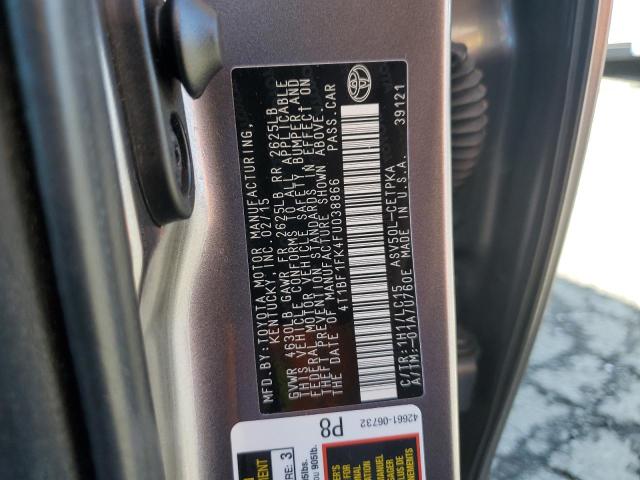 MFD.BY:TOYOTA MOTOR MANUFACTURING,
KENTUCKY, INC. 02/15
GVWR 4630LB GAWR FR 2625LB RR 2625LB
THIS VEHICLE CONFORMS TO ALL APPLICABLE
FEDERAL MOTOR VEHICLE SAFETY, BUMPER AND
THEFT PREVENTION STANDARDS IN EFFECT ON
THE DATE OF MANUFACTURE SHOWN ABOVE.
4T1BF1FK4FU038866 PASS.CAR
C/TR:1H1/LC15 ASV50L-CETPKA 39121
A/TM:-01A/U760E MADE IN U.S.A.
42661-06732
P8